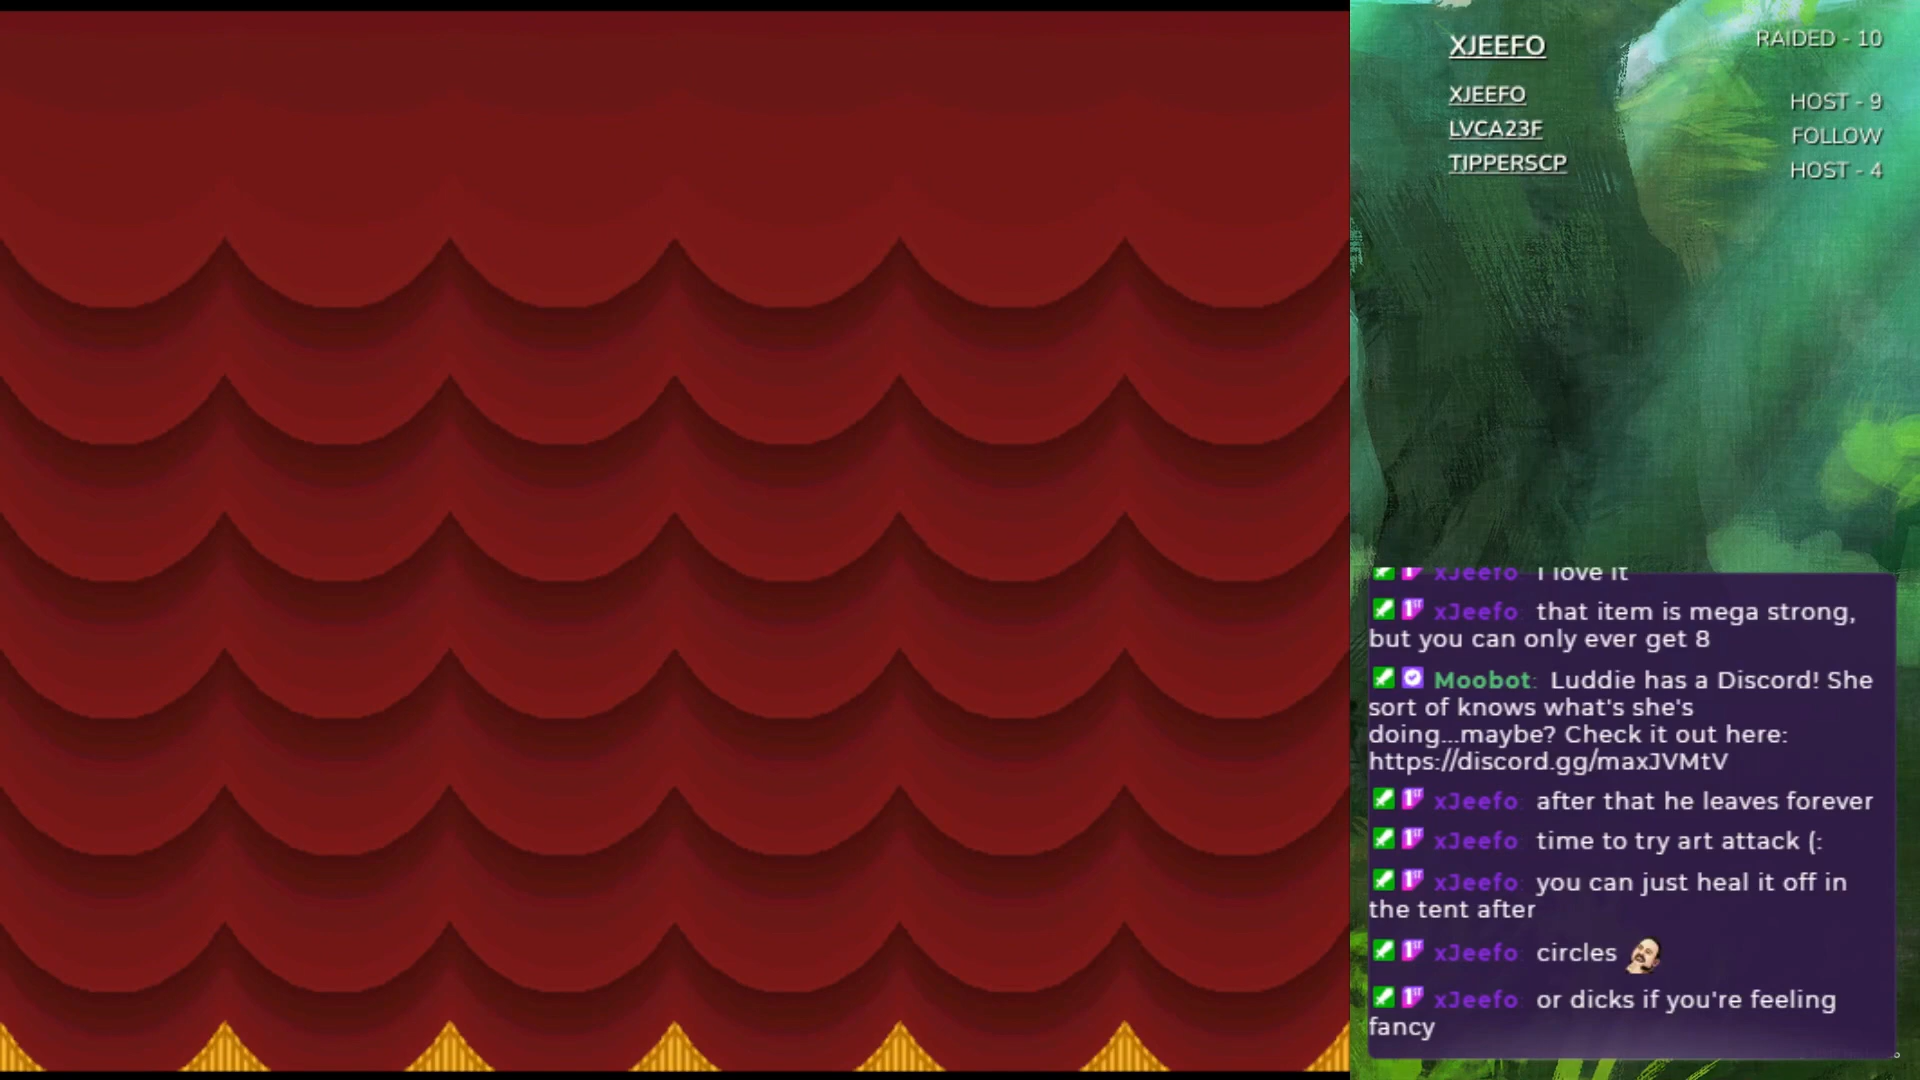 XJEEFO RAIDED - 10
XJEEFO HOST - 9
LVCA23F FOLLOW
TIPPERSCP HOST - 4
xJeefo: I love it
xJeefo: that item is mega strong,
but you can only ever get 8
Moobot: Luddie has a Discord! She
sort of knows what's she's
doing...maybe? Check it out here:
https://discord.gg/maxJVMtV
xJeefo: after that he leaves forever
xJeefo: time to try art attack (:
xJeefo: you can just heal it off in
the tent after
xJeefo: circles
xJeefo: or dicks if you're feeling
fancy